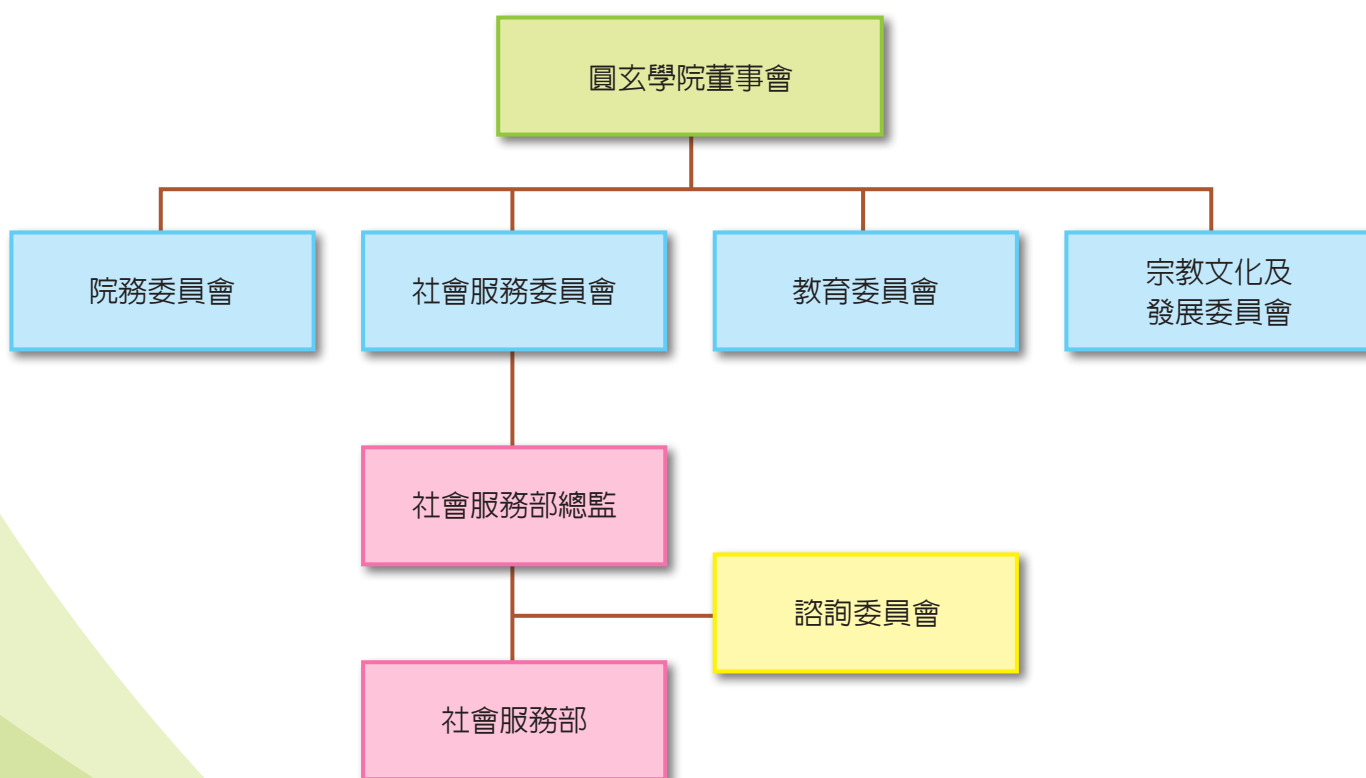 圓玄學院董事會
院務委員會
社會服務委員會
教育委員會
宗教文化及
發展委員會
社會服務部總監
諮詢委員會
社會服務部